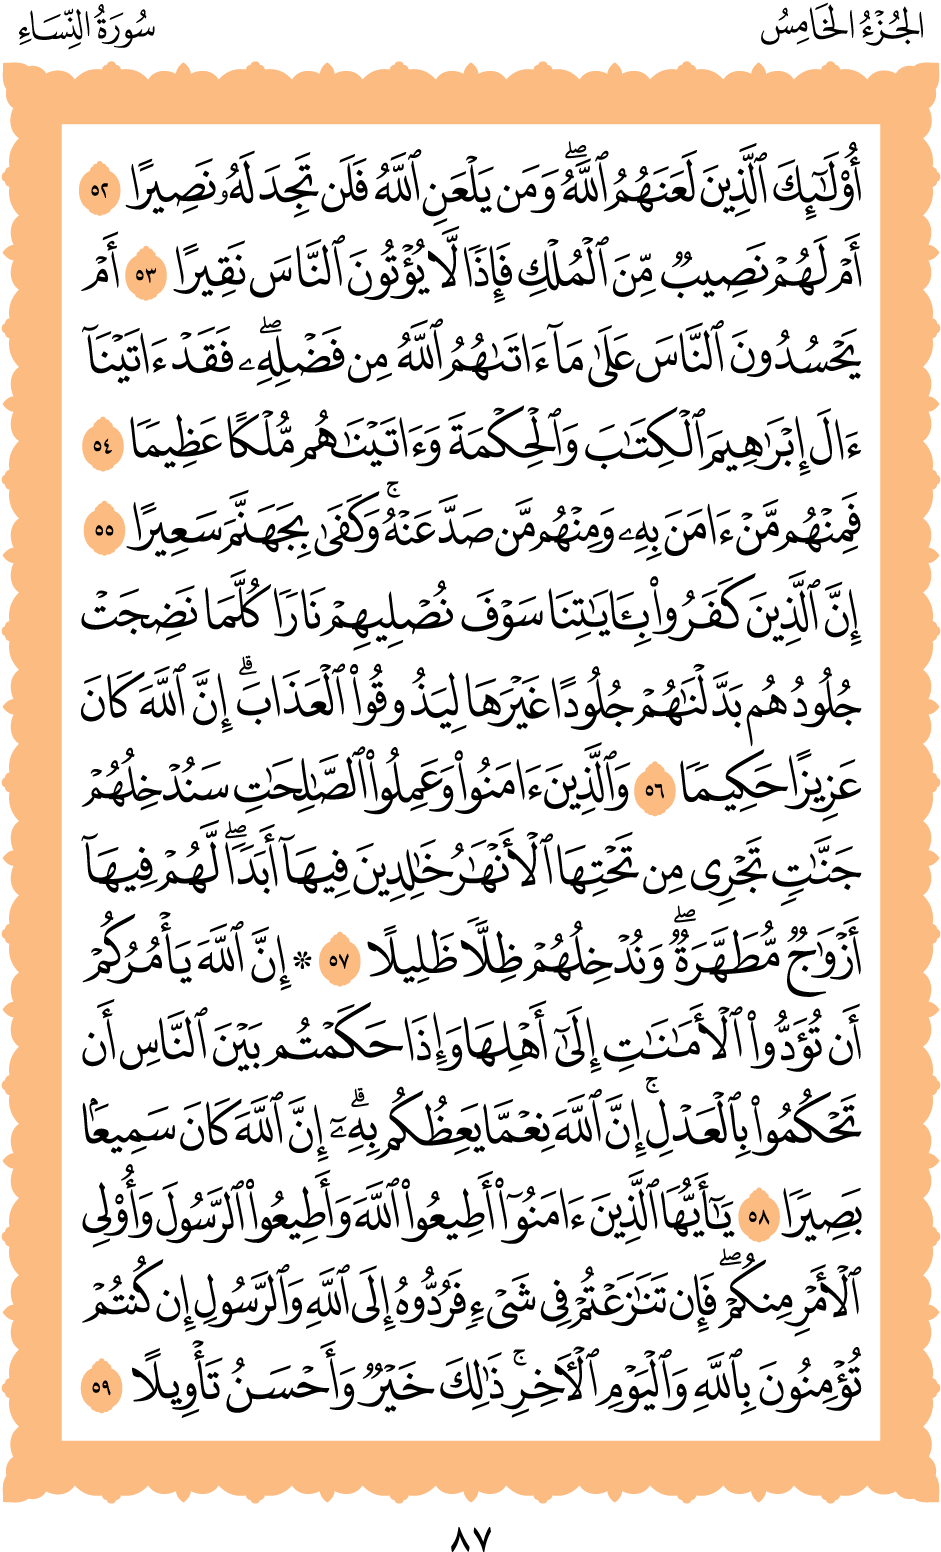 الجُزْءُ الخَامِسُ
سُورَةُ النِّسَاءِ
أُوْلَٰٓئِكَ ٱلَّذِينَ لَعَنَهُمُ ٱللَّهُۖ وَمَن يَلْعَنِ ٱللَّهُ فَلَن تَجِدَ لَهُۥ نَصِيرًا ٥٢
أَمْ لَهُمْ نَصِيبٌ مِّنَ ٱلْمُلْكِ فَإِذًا لَّا يُؤْتُونَ ٱلنَّاسَ نَقِيرًا ٥٣ أَمْ
يَحْسُدُونَ ٱلنَّاسَ عَلَىٰ مَآ ءَاتَىٰهُمُ ٱللَّهُ مِن فَضْلِهِۦۖ فَقَدْ ءَاتَيْنَآ
ءَالَ إِبْرَٰهِيمَ ٱلْكِتَٰبَ وَٱلْحِكْمَةَ وَءَاتَيْنَٰهُم مُّلْكًا عَظِيمًا ٥٤
فَمِنْهُم مَّنْ ءَامَنَ بِهِۦ وَمِنْهُم مَّن صَدَّ عَنْهُۚ وَكَفَىٰ بِجَهَنَّمَ سَعِيرًا ٥٥
إِنَّ ٱلَّذِينَ كَفَرُوا۟ بِـَٔايَٰتِنَا سَوْفَ نُصْلِيهِمْ نَارًا كُلَّمَا نَضِجَتْ
جُلُودُهُم بَدَّلْنَٰهُمْ جُلُودًا غَيْرَهَا لِيَذُوقُوا۟ ٱلْعَذَابَۗ إِنَّ ٱللَّهَ كَانَ
عَزِيزًا حَكِيمًا ٥٦ وَٱلَّذِينَ ءَامَنُوا۟ وَعَمِلُوا۟ ٱلصَّٰلِحَٰتِ سَنُدْخِلُهُمْ
جَنَّٰتٍ تَجْرِى مِن تَحْتِهَا ٱلْأَنْهَٰرُ خَٰلِدِينَ فِيهَآ أَبَدًاۖ لَّهُمْ فِيهَآ
أَزْوَٰجٌ مُّطَهَّرَةٌۖ وَنُدْخِلُهُمْ ظِلًّا ظَلِيلًا ٥٧ ۞ إِنَّ ٱللَّهَ يَأْمُرُكُمْ
أَن تُؤَدُّوا۟ ٱلْأَمَٰنَٰتِ إِلَىٰٓ أَهْلِهَا وَإِذَا حَكَمْتُم بَيْنَ ٱلنَّاسِ أَن
تَحْكُمُوا۟ بِٱلْعَدْلِۚ إِنَّ ٱللَّهَ نِعِمَّا يَعِظُكُم بِهِۦٓۗ إِنَّ ٱللَّهَ كَانَ سَمِيعًۢا
بَصِيرًا ٥٨ يَٰٓأَيُّهَا ٱلَّذِينَ ءَامَنُوٓا۟ أَطِيعُوا۟ ٱللَّهَ وَأَطِيعُوا۟ ٱلرَّسُولَ وَأُو۟لِى
ٱلْأَمْرِ مِنكُمْۖ فَإِن تَنَٰزَعْتُمْ فِى شَىْءٍ فَرُدُّوهُ إِلَى ٱللَّهِ وَٱلرَّسُولِ إِن كُنتُمْ
تُؤْمِنُونَ بِٱللَّهِ وَٱلْيَوْمِ ٱلْـَٔاخِرِۚ ذَٰلِكَ خَيْرٌ وَأَحْسَنُ تَأْوِيلًا ٥٩
٨٧